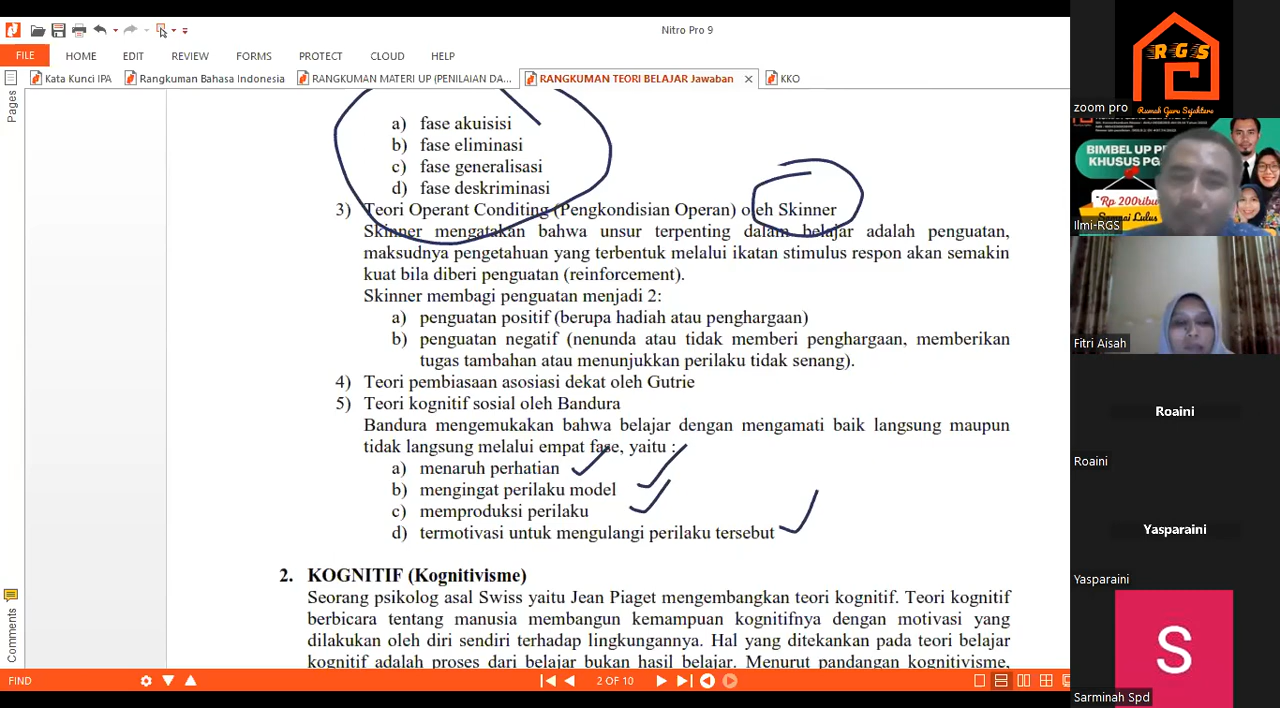 Nitro Pro 9
FILE HOME EDIT REVIEW FORMS PROTECT CLOUD HELP
Kata Kunci IPA Rangkuman Bahasa Indonesia RANGKUMAN MATERI UP (PENILAIAN DA... RANGKUMAN TEORI BELAJAR Jawaban KKO
Pages
a) fase akuisisi
b) fase eliminasi
c) fase generalisasi
d) fase deskriminasi
3) Teori Operant Conditing (Pengkondisian Operan) oleh Skinner
Skinner mengatakan bahwa unsur terpenting dalam belajar adalah penguatan,
maksudnya pengetahuan yang terbentuk melalui ikatan stimulus respon akan semakin
kuat bila diberi penguatan (reinforcement).
Skinner membagi penguatan menjadi 2:
a) penguatan positif (berupa hadiah atau penghargaan)
b) penguatan negatif (nenunda atau tidak memberi penghargaan, memberikan
tugas tambahan atau menunjukkan perilaku tidak senang).
4) Teori pembiasaan asosiasi dekat oleh Gutrie
5) Teori kognitif sosial oleh Bandura
Bandura mengemukakan bahwa belajar dengan mengamati baik langsung maupun
tidak langsung melalui empat fase, yaitu :
a) menaruh perhatian
b) mengingat perilaku model
c) memproduksi perilaku
d) termotivasi untuk mengulangi perilaku tersebut
2. KOGNITIF (Kognitivisme)
Seorang psikolog asal Swiss yaitu Jean Piaget mengembangkan teori kognitif. Teori kognitif
berbicara tentang manusia membangun kemampuan kognitifnya dengan motivasi yang
dilakukan oleh diri sendiri terhadap lingkungannya. Hal yang ditekankan pada teori belajar
kognitif adalah proses dari belajar bukan hasil belajar. Menurut pandangan kognitivisme,
Comments
FIND 2 OF 10
RGS
Rumah Guru Sejahtera
zoom pro
BIMBEL UP P
KHUSUS PG
Rp 200ribu
Sampai Lulus
Ilmi-RGS
Fitri Aisah
Roaini
Roaini
Yasparaini
Yasparaini
S
Sarminah Spd